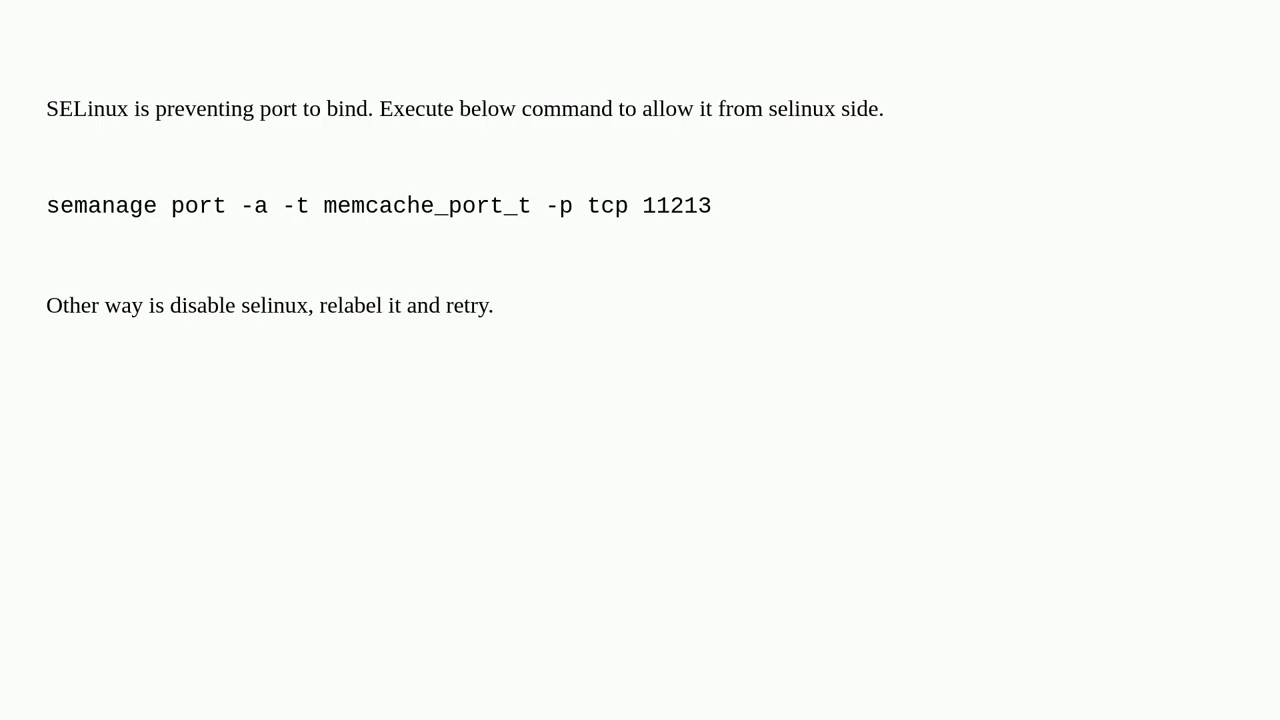 SELinux is preventing port to bind. Execute below command to allow it from selinux side.
semanage port -a -t memcache_port_t -p tcp 11213
Other way is disable selinux, relabel it and retry.